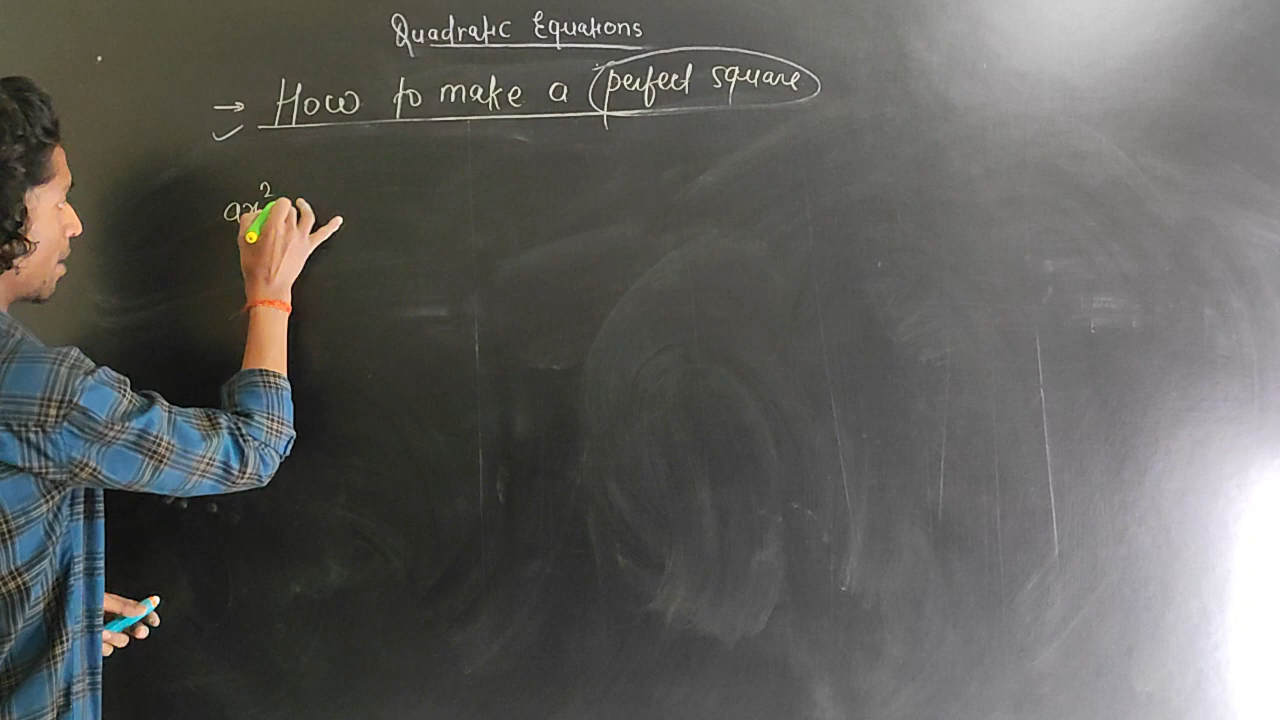 Quadratic Equations
→ How to make a perfect square
ax²